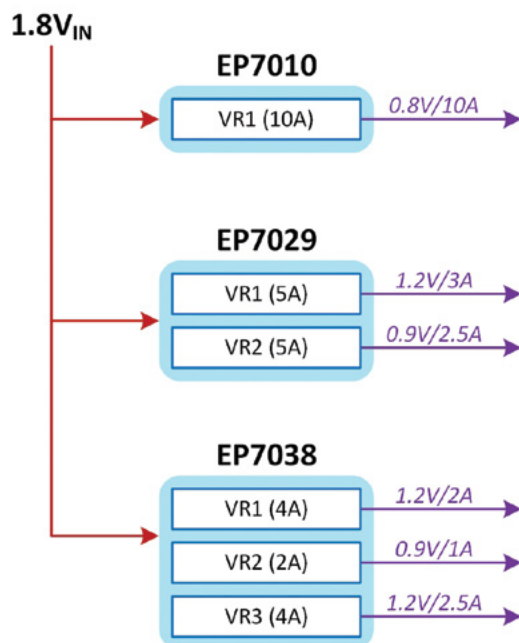 1.8VIN
EP7010
VR1 (10A)
0.8V/10A
EP7029
VR1 (5A)
1.2V/3A
VR2 (5A)
0.9V/2.5A
EP7038
VR1 (4A)
1.2V/2A
VR2 (2A)
0.9V/1A
VR3 (4A)
1.2V/2.5A